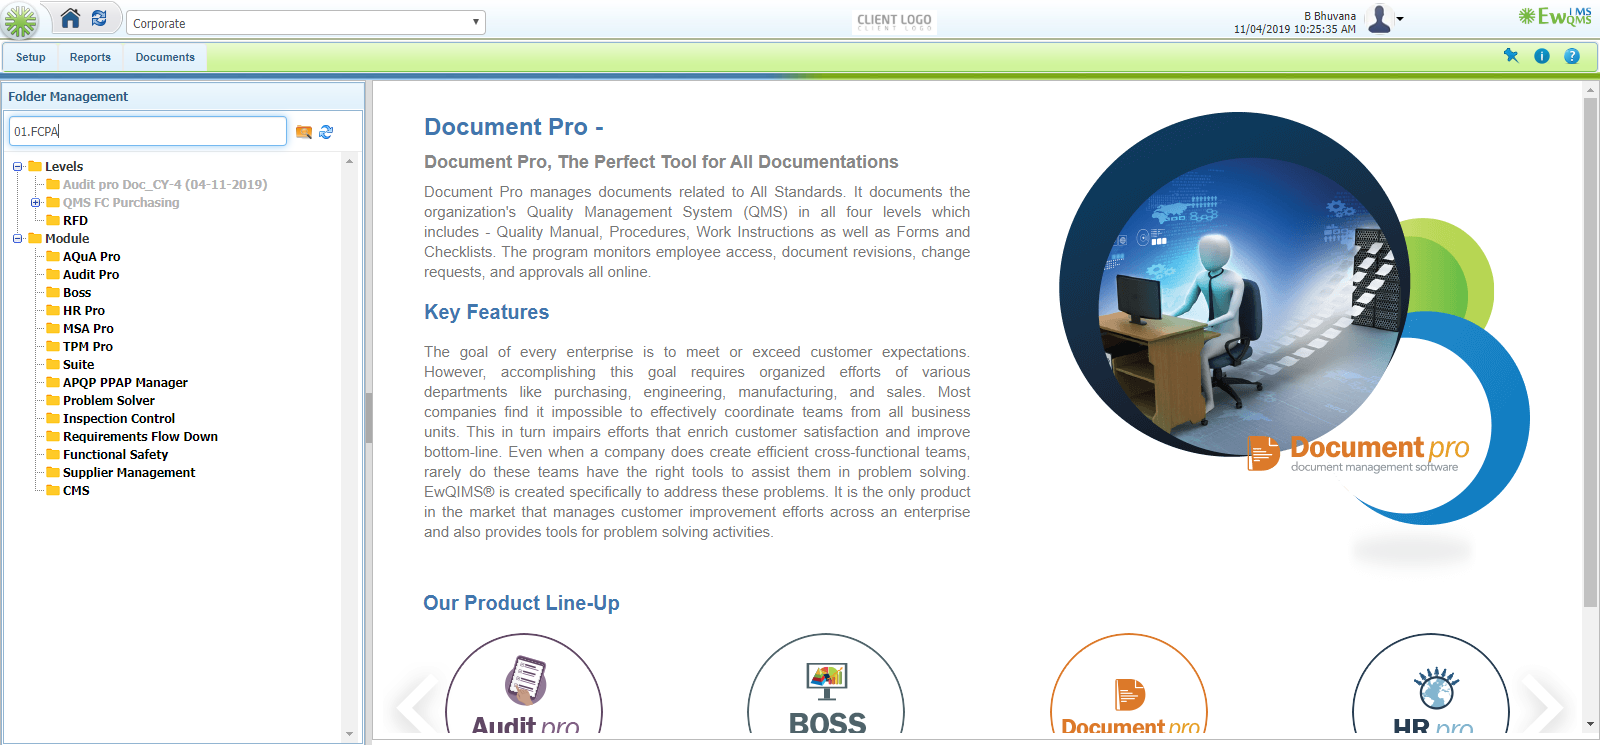 Corporate
CLIENT LOGO
CLIENT LOGO
B Bhuvana
11/04/2019 10:25:35 AM
EwQIMS
QMS
Setup
Reports
Documents
Folder Management
01.FCPA
Levels
Audit pro Doc_CY-4 (04-11-2019)
QMS FC Purchasing
RFD
Module
AQuA Pro
Audit Pro
Boss
HR Pro
MSA Pro
TPM Pro
Suite
APQP PPAP Manager
Problem Solver
Inspection Control
Requirements Flow Down
Functional Safety
Supplier Management
CMS
Document Pro -
Document Pro, The Perfect Tool for All Documentations
Document Pro manages documents related to All Standards. It documents the
organization's Quality Management System (QMS) in all four levels which
includes - Quality Manual, Procedures, Work Instructions as well as Forms and
Checklists. The program monitors employee access, document revisions, change
requests, and approvals all online.
Key Features
The goal of every enterprise is to meet or exceed customer expectations.
However, accomplishing this goal requires organized efforts of various
departments like purchasing, engineering, manufacturing, and sales. Most
companies find it impossible to effectively coordinate teams from all business
units. This in turn impairs efforts that enrich customer satisfaction and improve
bottom-line. Even when a company does create efficient cross-functional teams,
rarely do these teams have the right tools to assist them in problem solving.
EwQIMS® is created specifically to address these problems. It is the only product
in the market that manages customer improvement efforts across an enterprise
and also provides tools for problem solving activities.
Document pro
document management software
Our Product Line-Up
Audit pro
BOSS
Document pro
HR pro